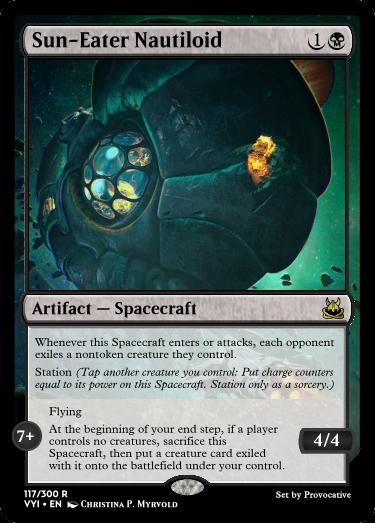 Sun-Eater Nautiloid 1
Artifact — Spacecraft
Whenever this Spacecraft enters or attacks, each opponent
exiles a nontoken creature they control.
Station (Tap another creature you control: Put charge counters
equal to its power on this Spacecraft. Station only as a sorcery.)
Flying
7+
At the beginning of your end step, if a player
controls no creatures, sacrifice this
Spacecraft, then put a creature card exiled
with it onto the battlefield under your control.
4/4
117/300 R
VYI • EN Christina P. Myrvold
Set by Provocative